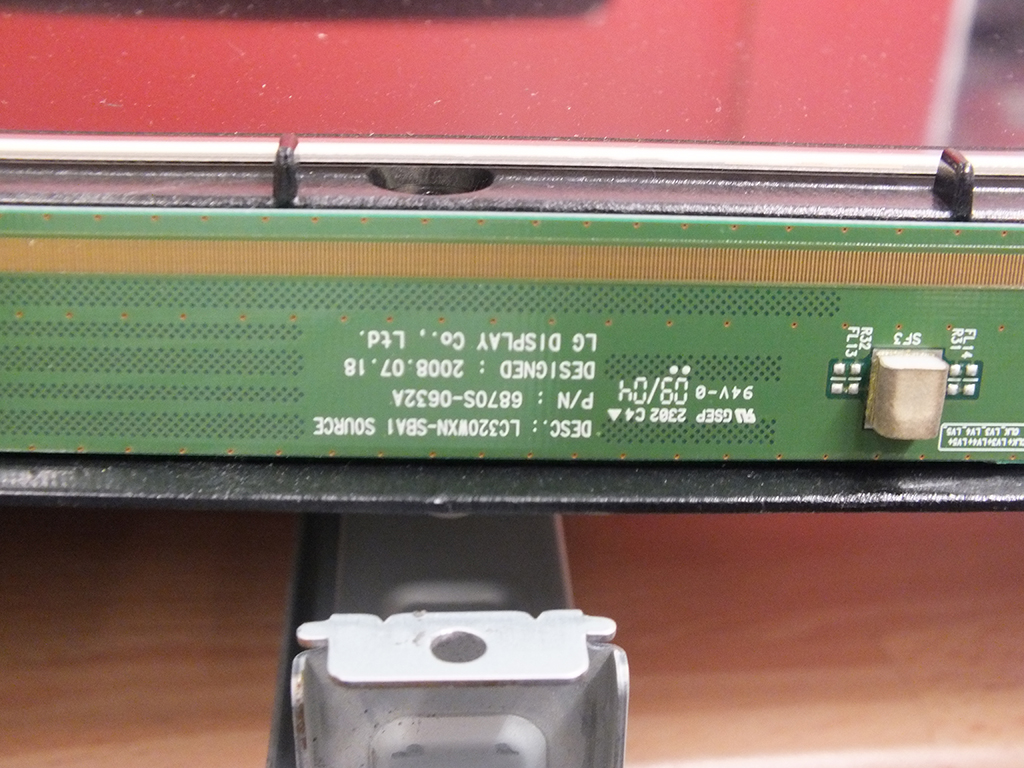 DESC.: LC320WXN-SBA1 SOURCE
P/N : 6870S-0632A
DESIGNED : 2008.07.18
LG DISPLAY Co., Ltd.
GSEP 2302 C4▲
94V-0 09/04
SF3
R31
FL14
R32
FL13